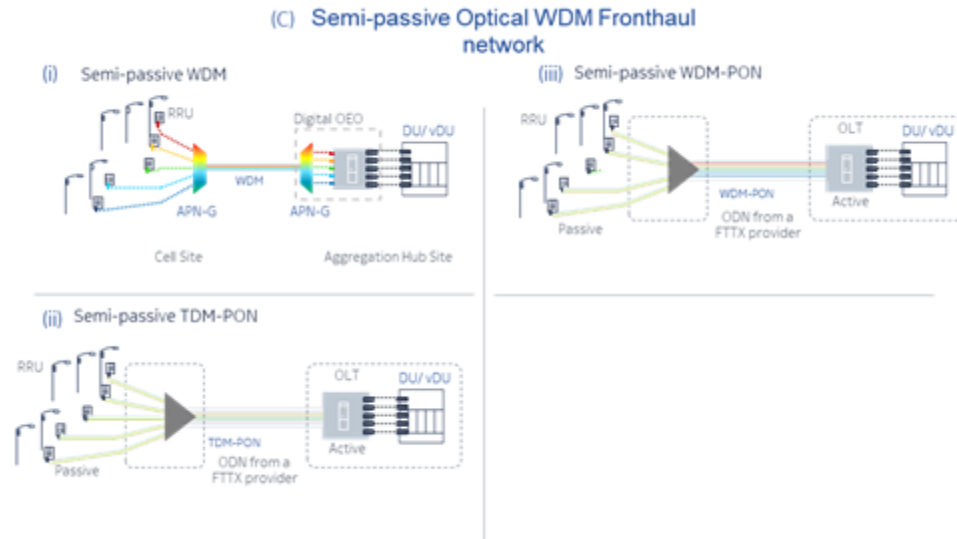 (C) Semi-passive Optical WDM Fronthaul
network
(i) Semi-passive WDM
RRU
Digital OEO
DU/ vDU
WDM
APN-G
APN-G
Cell Site
Aggregation Hub Site
(iii) Semi-passive WDM-PON
RRU
OLT
DU/ vDU
WDM-PON
Active
Passive
ODN from a
FTTX provider
(ii) Semi-passive TDM-PON
RRU
OLT
DU/ vDU
TDM-PON
Active
Passive
ODN from a
FTTX provider